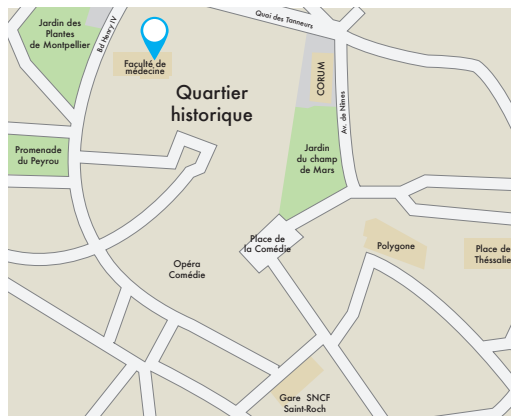 Jardin des
Plantes
de Montpellier
Bd Henry IV
Quai des Tanneurs
Faculté de
médecine
Quartier
historique
CORUM
Av. de Nîmes
Promenade
du Peyrou
Jardin
du champ
de Mars
Place de
la Comédie
Polygone
Place de
Théssalie
Opéra
Comédie
Gare SNCF
Saint-Roch